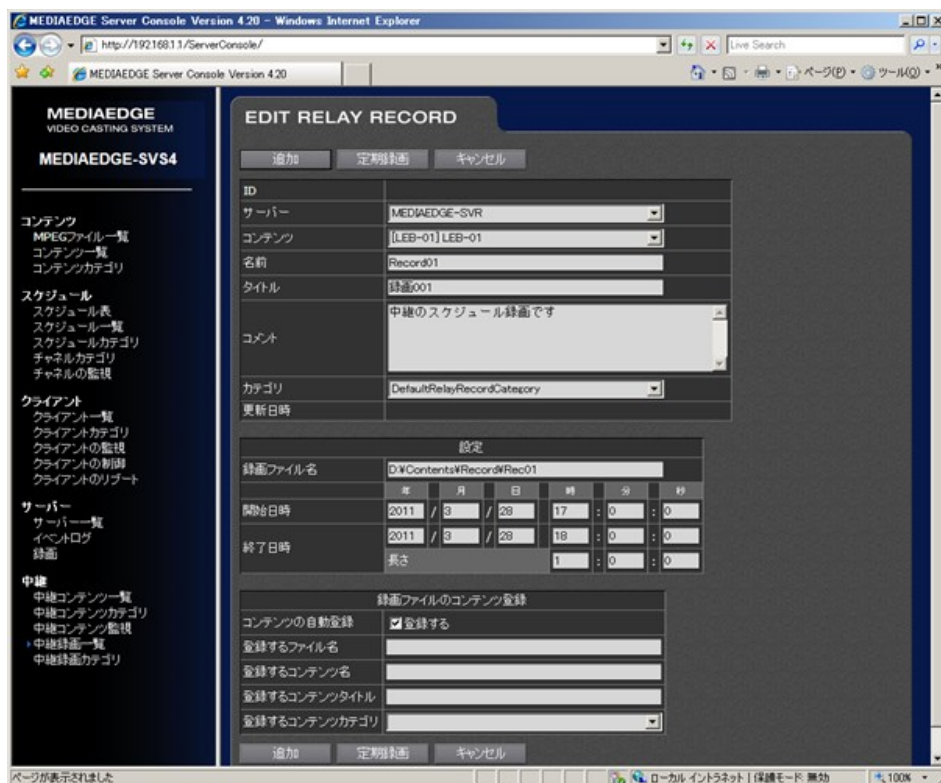 MEDIAEDGE Server Console Version 4.20 - Windows Internet Explorer
http://192.168.1.1/ServerConsole/
Live Search
MEDIAEDGE Server Console Version 4.20
ページ(P)
ツール(O)
MEDIAEDGE
VIDEO CASTING SYSTEM
MEDIAEDGE-SVS4
コンテンツ
MPEGファイル一覧
コンテンツ一覧
コンテンツカテゴリ
スケジュール
スケジュール表
スケジュール一覧
スケジュールカテゴリ
チャネルカテゴリ
チャネルの監視
クライアント
クライアント一覧
クライアントカテゴリ
クライアントの監視
クライアントの制御
クライアントのリブート
サーバー
サーバー一覧
イベントログ
録画
中継
中継コンテンツ一覧
中継コンテンツカテゴリ
中継コンテンツ監視
中継録画一覧
中継録画カテゴリ
EDIT RELAY RECORD
追加 定期録画 キャンセル
ID
サーバー MEDIAEDGE-SVR
コンテンツ [LEB-01] LEB-01
名前 Record01
タイトル 録画001
コメント 中継のスケジュール録画です
カテゴリ DefaultRelayRecordCategory
更新日時
設定
録画ファイル名 D:¥Contents¥Record¥Rec01
年 月 日 時 分 秒
開始日時 2011 / 3 / 28 17 : 0 : 0
終了日時 2011 / 3 / 28 18 : 0 : 0
長さ 1 : 0 : 0
録画ファイルのコンテンツ登録
コンテンツの自動登録 登録する
登録するファイル名
登録するコンテンツ名
登録するコンテンツタイトル
登録するコンテンツカテゴリ
追加 定期録画 キャンセル
ページが表示されました
ローカル イントラネット | 保護モード: 無効
100%